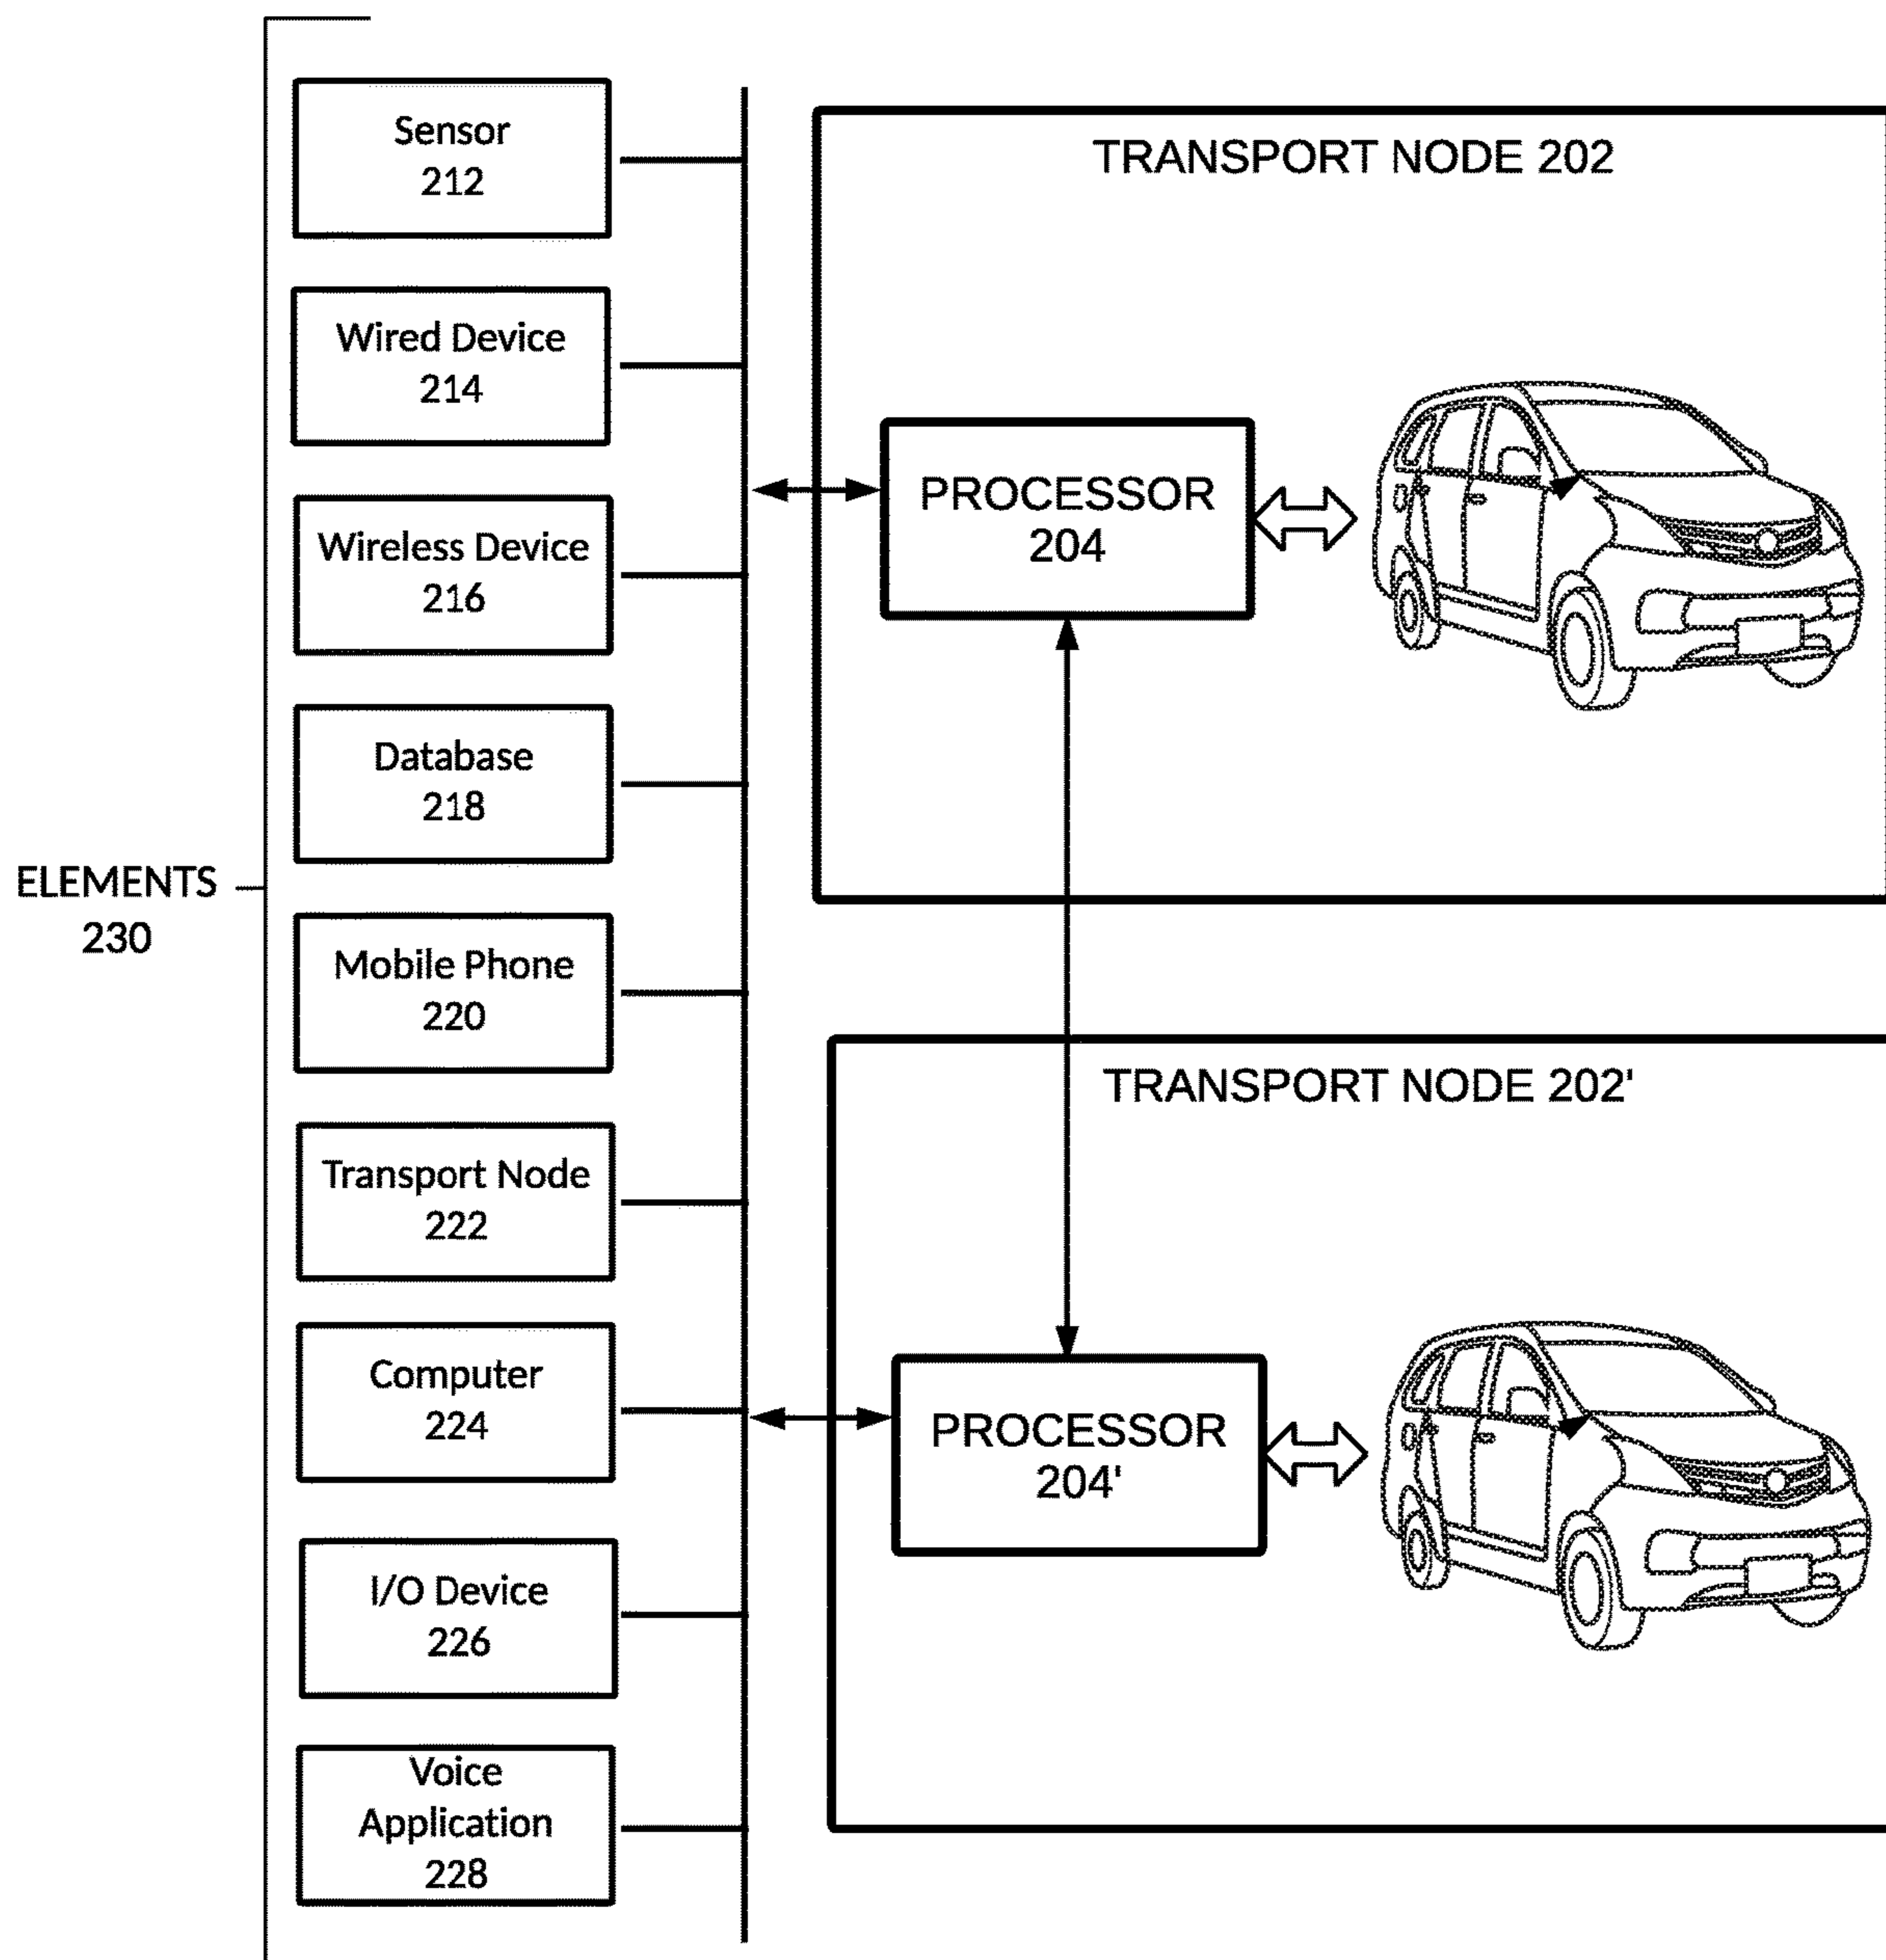 Sensor
212
Wired Device
214
Wireless Device
216
Database
218
Mobile Phone
220
Transport Node
222
Computer
224
I/O Device
226
Voice
Application
228
ELEMENTS
230
TRANSPORT NODE 202
PROCESSOR
204
TRANSPORT NODE 202'
PROCESSOR
204'